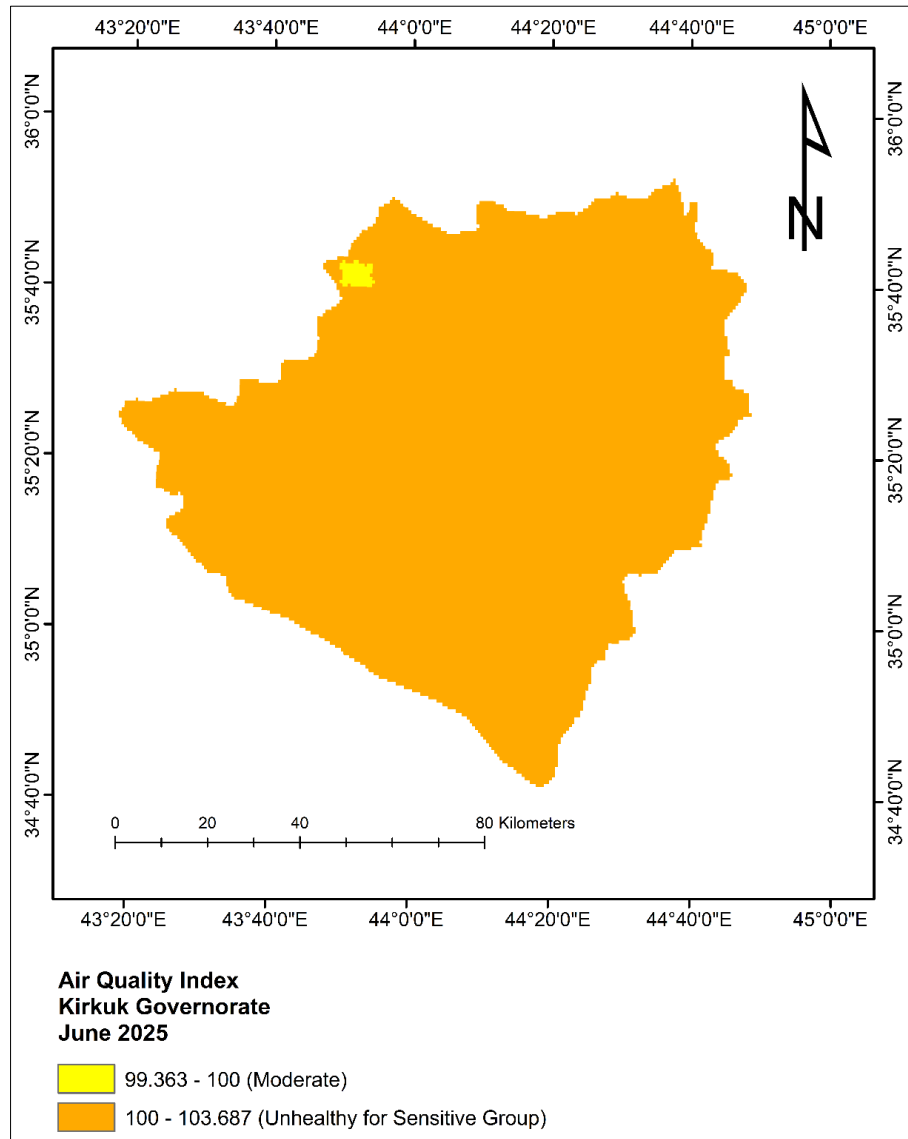 43°20'0"E 43°40'0"E 44°0'0"E 44°20'0"E 44°40'0"E 45°0'0"E
36°0'0"N
35°40'0"N
35°20'0"N
35°0'0"N
34°40'0"N
N
36°0'0"N
35°40'0"N
35°20'0"N
35°0'0"N
34°40'0"N
0 20 40 80 Kilometers
43°20'0"E 43°40'0"E 44°0'0"E 44°20'0"E 44°40'0"E 45°0'0"E
Air Quality Index
Kirkuk Governorate
June 2025
99.363 - 100 (Moderate)
100 - 103.687 (Unhealthy for Sensitive Group)